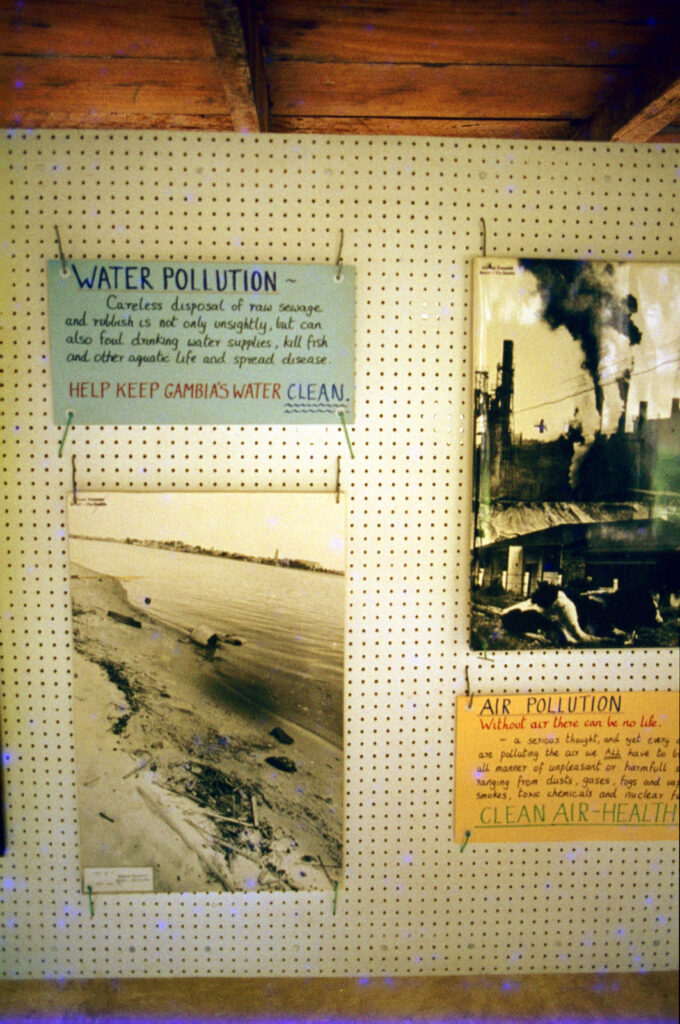 WATER POLLUTION ~
Careless disposal of raw sewage
and rubbish is not only unsightly, but can
also foul drinking water supplies, kill fish
and other aquatic life and spread disease.
HELP KEEP GAMBIA'S WATER CLEAN.
AIR POLLUTION
Without air there can be no life.
- a serious thought, and yet every
are polluting the air we ALL have to
all manner of unpleasant or harmful
ranging from dusts, gases, fogs and
smokes, toxic chemicals and nuclear
CLEAN AIR-HEALTH